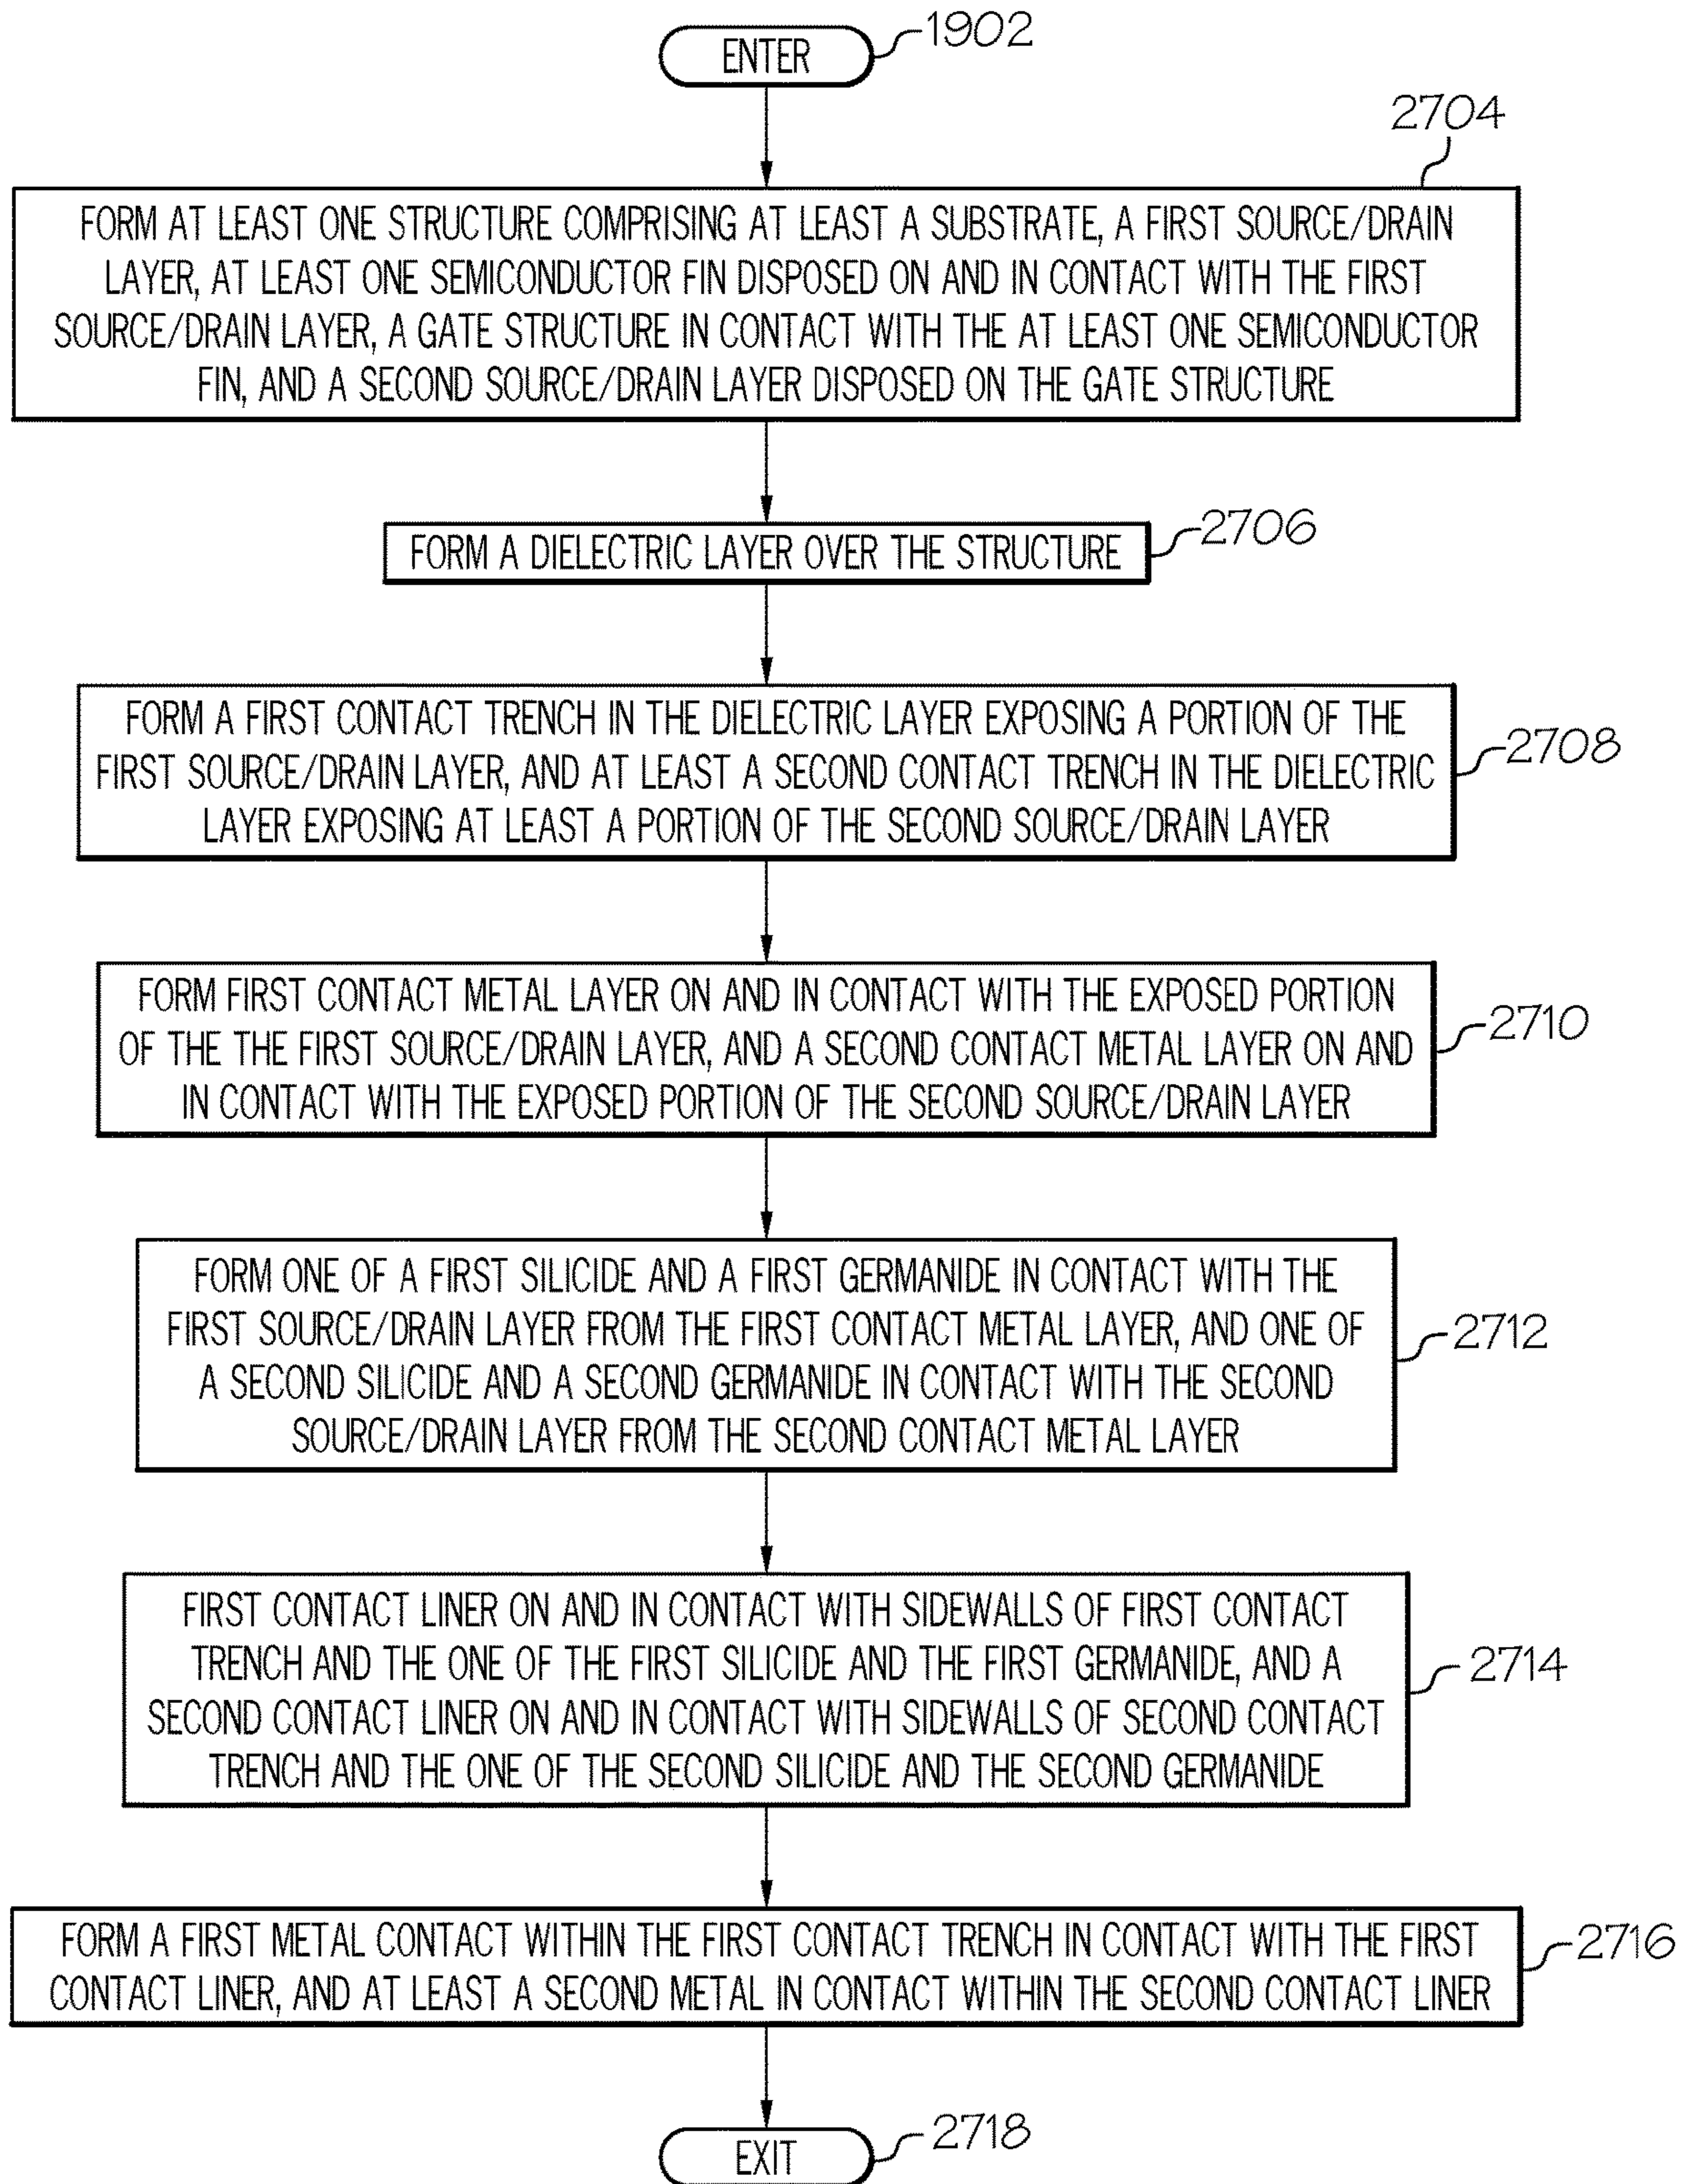 ENTER
1902
2704
FORM AT LEAST ONE STRUCTURE COMPRISING AT LEAST A SUBSTRATE, A FIRST SOURCE/DRAIN
LAYER, AT LEAST ONE SEMICONDUCTOR FIN DISPOSED ON AND IN CONTACT WITH THE FIRST
SOURCE/DRAIN LAYER, A GATE STRUCTURE IN CONTACT WITH THE AT LEAST ONE SEMICONDUCTOR
FIN, AND A SECOND SOURCE/DRAIN LAYER DISPOSED ON THE GATE STRUCTURE
FORM A DIELECTRIC LAYER OVER THE STRUCTURE
2706
FORM A FIRST CONTACT TRENCH IN THE DIELECTRIC LAYER EXPOSING A PORTION OF THE
FIRST SOURCE/DRAIN LAYER, AND AT LEAST A SECOND CONTACT TRENCH IN THE DIELECTRIC
LAYER EXPOSING AT LEAST A PORTION OF THE SECOND SOURCE/DRAIN LAYER
2708
FORM FIRST CONTACT METAL LAYER ON AND IN CONTACT WITH THE EXPOSED PORTION
OF THE THE FIRST SOURCE/DRAIN LAYER, AND A SECOND CONTACT METAL LAYER ON AND
IN CONTACT WITH THE EXPOSED PORTION OF THE SECOND SOURCE/DRAIN LAYER
2710
FORM ONE OF A FIRST SILICIDE AND A FIRST GERMANIDE IN CONTACT WITH THE
FIRST SOURCE/DRAIN LAYER FROM THE FIRST CONTACT METAL LAYER, AND ONE OF
A SECOND SILICIDE AND A SECOND GERMANIDE IN CONTACT WITH THE SECOND
SOURCE/DRAIN LAYER FROM THE SECOND CONTACT METAL LAYER
2712
FIRST CONTACT LINER ON AND IN CONTACT WITH SIDEWALLS OF FIRST CONTACT
TRENCH AND THE ONE OF THE FIRST SILICIDE AND THE FIRST GERMANIDE, AND A
SECOND CONTACT LINER ON AND IN CONTACT WITH SIDEWALLS OF SECOND CONTACT
TRENCH AND THE ONE OF THE SECOND SILICIDE AND THE SECOND GERMANIDE
2714
FORM A FIRST METAL CONTACT WITHIN THE FIRST CONTACT TRENCH IN CONTACT WITH THE FIRST
CONTACT LINER, AND AT LEAST A SECOND METAL IN CONTACT WITHIN THE SECOND CONTACT LINER
2716
EXIT
2718